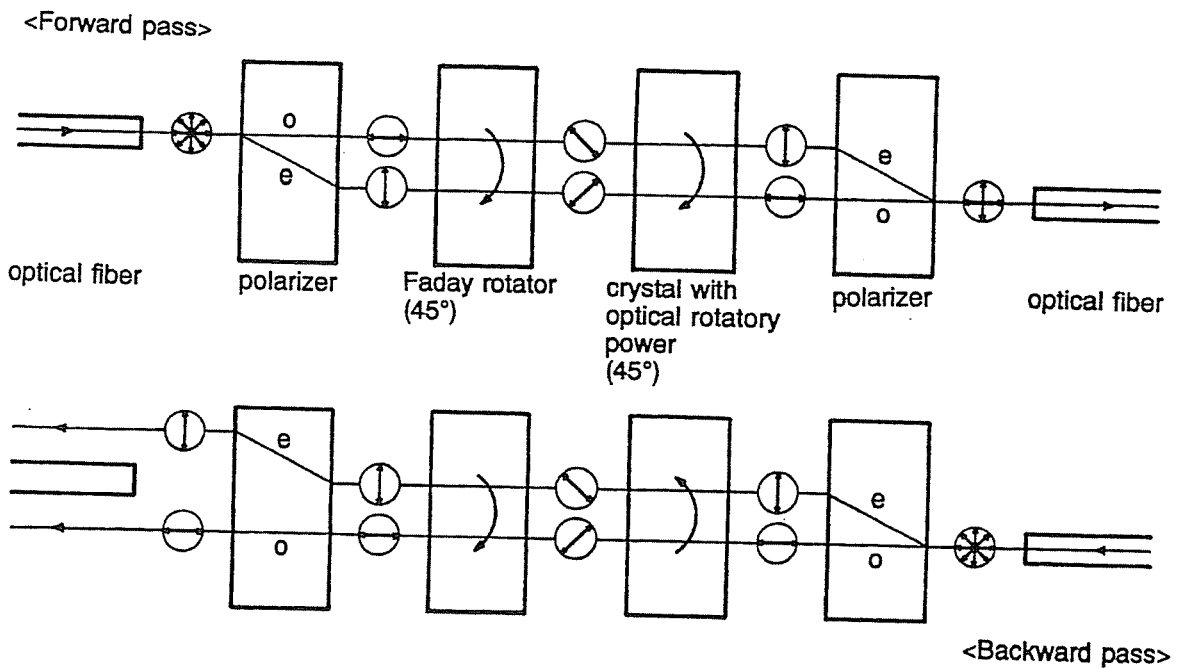 <Forward pass>
o
e
e
o
optical fiber
polarizer
Faday rotator
(45°)
crystal with
optical rotatory
power
(45°)
polarizer
optical fiber
e
o
e
o
<Backward pass>